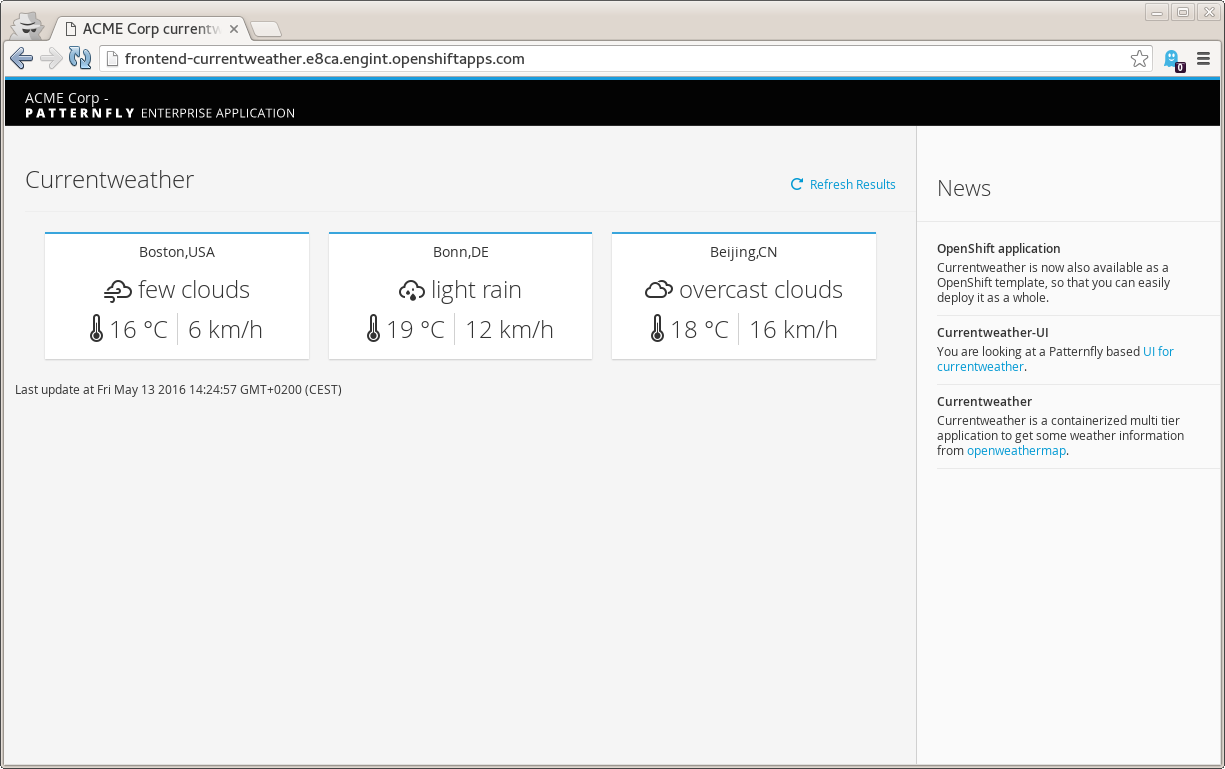 ACME Corp currentw
frontend-currentweather.e8ca.engint.openshiftapps.com
0
ACME Corp -
PATTERNFLY ENTERPRISE APPLICATION
Currentweather
Refresh Results
Boston,USA
few clouds
16 °C 6 km/h
Bonn,DE
light rain
19 °C 12 km/h
Beijing,CN
overcast clouds
18 °C 16 km/h
Last update at Fri May 13 2016 14:24:57 GMT+0200 (CEST)
News
OpenShift application
Currentweather is now also available as a
OpenShift template, so that you can easily
deploy it as a whole.
Currentweather-UI
You are looking at a Patternfly based UI for
currentweather.
Currentweather
Currentweather is a containerized multi tier
application to get some weather information
from openweathermap.